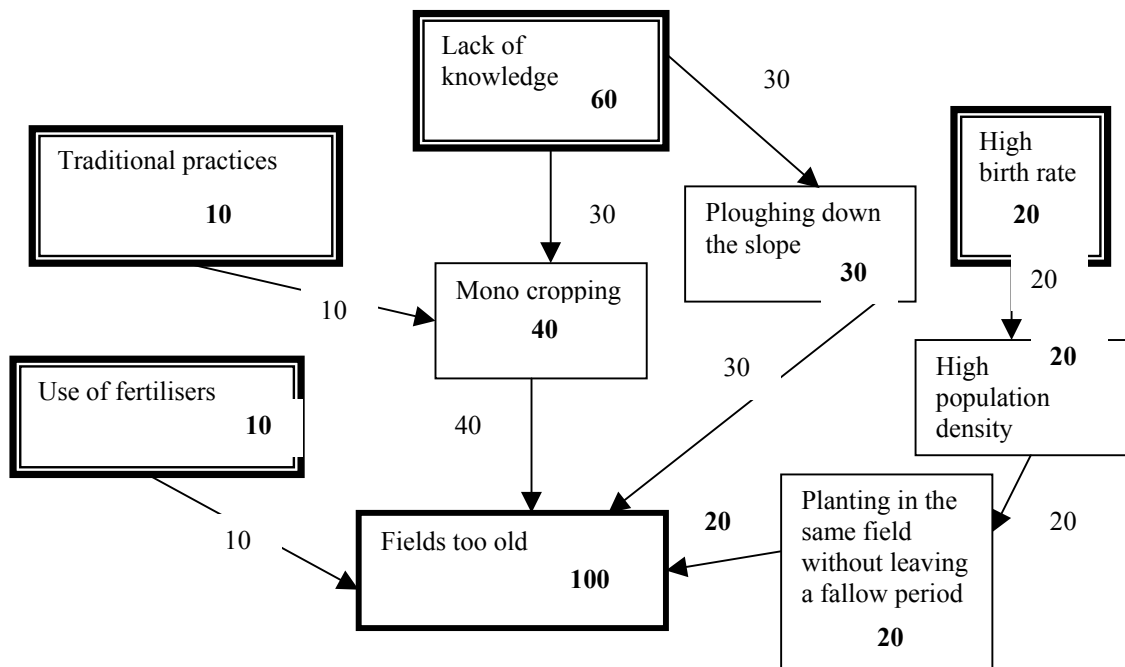 Lack of
knowledge
60
30
Traditional practices
10
High
birth rate
20
30
Ploughing down
the slope
30
20
10
Mono cropping
40
Use of fertilisers
10
30
20
High
population
density
40
10
Fields too old
100
20
Planting in the
same field
without leaving
a fallow period
20
20